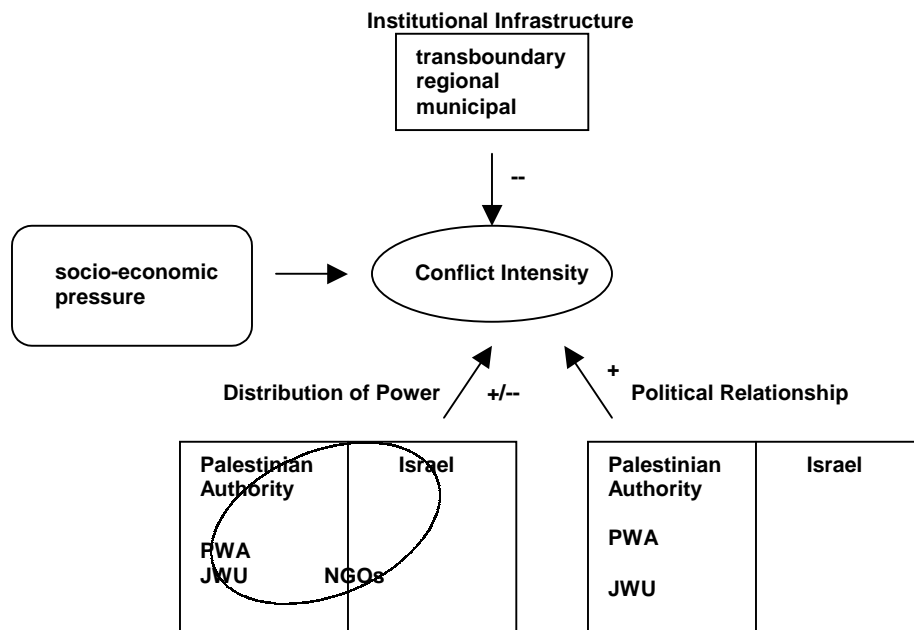 Institutional Infrastructure
transboundary
regional
municipal
--
socio-economic
pressure
Conflict Intensity
Distribution of Power
+/--
+
Political Relationship
Palestinian
Authority
Israel
PWA
JWU
NGOs
Palestinian
Authority
Israel
PWA
JWU